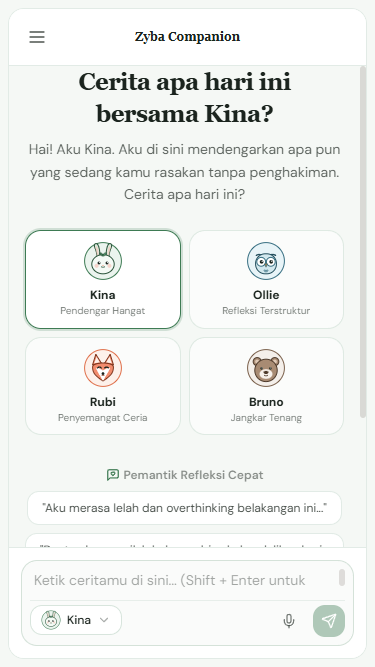 Zyba Companion
Cerita apa hari ini
bersama Kina?
Hai! Aku Kina. Aku di sini mendengarkan apa pun
yang sedang kamu rasakan tanpa penghakiman.
Cerita apa hari ini?
Kina
Pendengar Hangat
Ollie
Refleksi Terstruktur
Rubi
Penyemangat Ceria
Bruno
Jangkar Tenang
Pemantik Refleksi Cepat
"Aku merasa lelah dan overthinking belakangan ini..."
Ketik ceritamu di sini... (Shift + Enter untuk
Kina